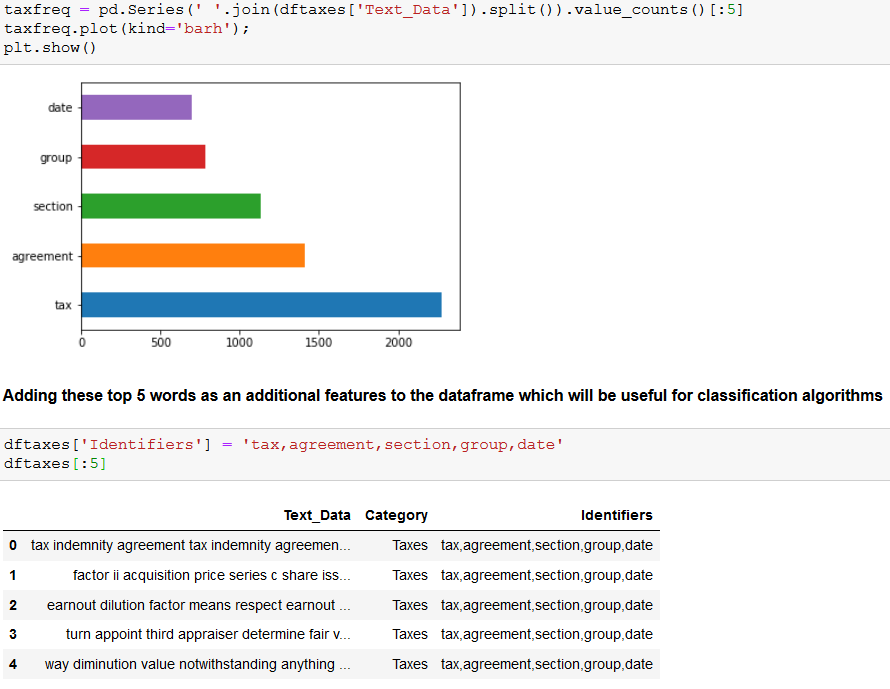 taxfreq = pd.Series(' '.join(dftaxes['Text_Data']).split()).value_counts()[:5]
taxfreq.plot(kind='barh');
plt.show()
date
group
section
agreement
tax
0 500 1000 1500 2000
Adding these top 5 words as an additional features to the dataframe which will be useful for classification algorithms
dftaxes['Identifiers'] = 'tax,agreement,section,group,date'
dftaxes[:5]
Text_Data Category Identifiers
0 tax indemnity agreement tax indemnity agreemen... Taxes tax,agreement,section,group,date
1 factor ii acquisition price series c share iss... Taxes tax,agreement,section,group,date
2 earnout dilution factor means respect earnout ... Taxes tax,agreement,section,group,date
3 turn appoint third appraiser determine fair v... Taxes tax,agreement,section,group,date
4 way diminution value notwithstanding anything ... Taxes tax,agreement,section,group,date